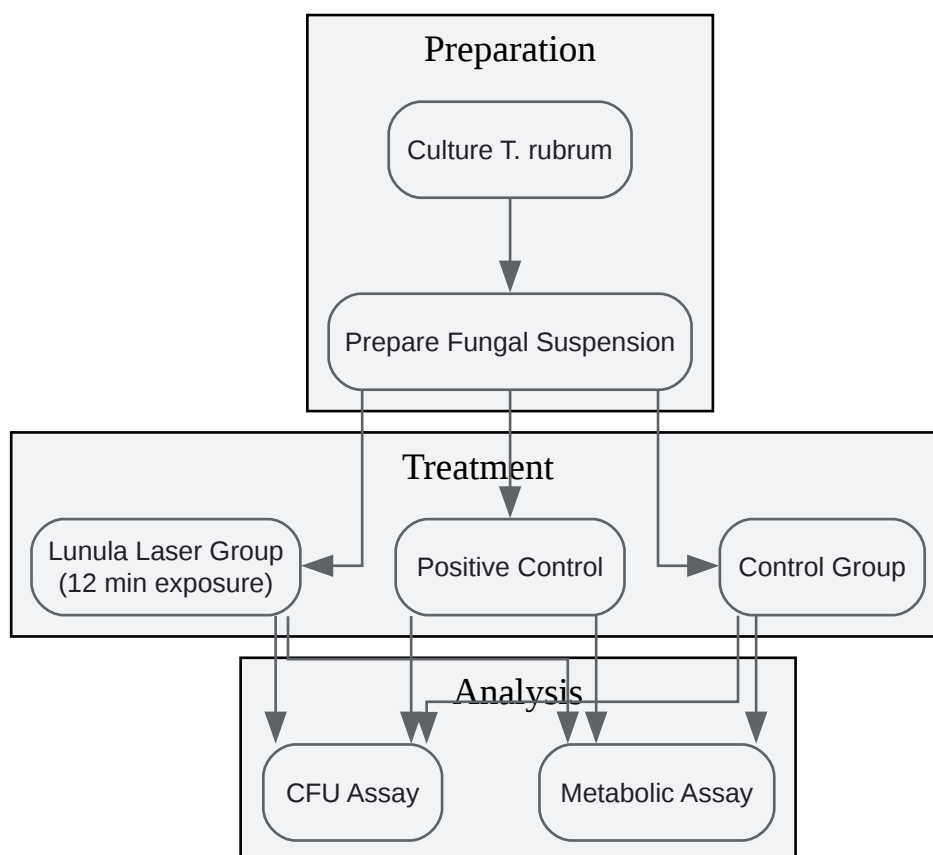 Preparation
Culture T. rubrum
Prepare Fungal Suspension
Treatment
Lunula Laser Group
(12 min exposure)
Positive Control
Control Group
Analysis
CFU Assay
Metabolic Assay